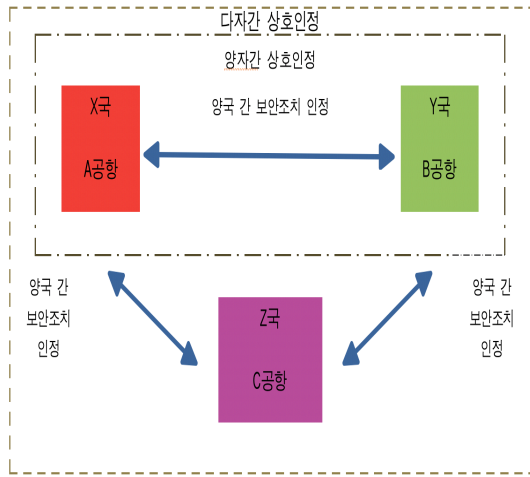 다자간 상호인정
양자간 상호인정
양국 간 보안조치 인정
X국
A공항
Y국
B공항
양국 간
보안조치
인정
Z국
C공항
양국 간
보안조치
인정